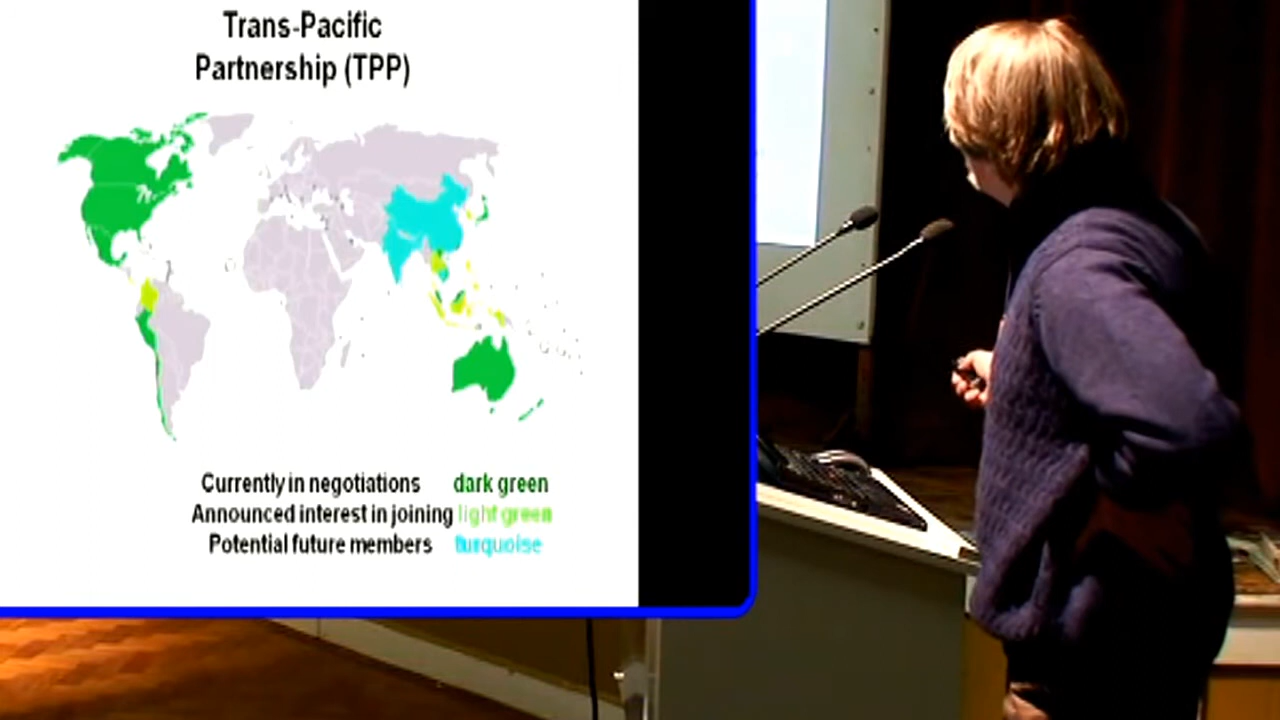 Trans-Pacific
Partnership (TPP)
Currently in negotiations dark green
Announced interest in joining light green
Potential future members turquoise